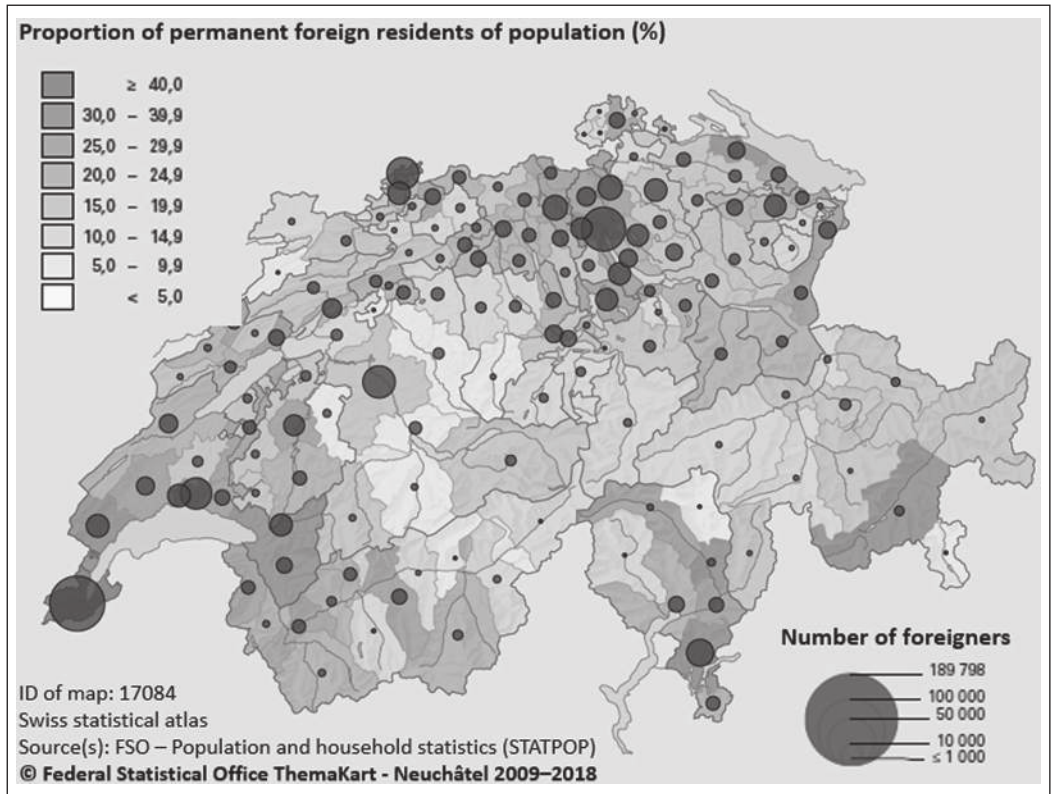 Proportion of permanent foreign residents of population (%)
≥ 40,0
30,0 – 39,9
25,0 – 29,9
20,0 – 24,9
15,0 – 19,9
10,0 – 14,9
5,0 – 9,9
< 5,0
Number of foreigners
189 798
100 000
50 000
10 000
≤ 1 000
ID of map: 17084
Swiss statistical atlas
Source(s): FSO – Population and household statistics (STATPOP)
© Federal Statistical Office ThemaKart - Neuchâtel 2009–2018